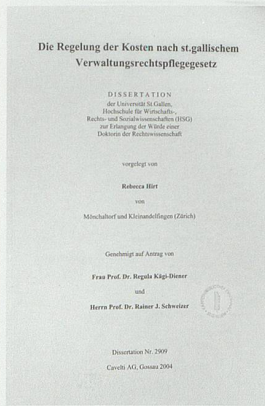 Die Regelung der Kosten nach st.gallischem
Verwaltungsrechtspflegegesetz
DISSERTATION
der Universität St.Gallen,
Hochschule für Wirtschafts-,
Rechts- und Sozialwissenschaften (HSG)
zur Erlangung der Würde einer
Doktorin der Rechtswissenschaft
vorgelegt von
Rebecca Hirt
von
Mönchaltorf und Kleinandelfingen (Zürich)
Genehmigt auf Antrag von
Frau Prof. Dr. Regula Kägi-Diener
und
Herrn Prof. Dr. Rainer J. Schweizer
Dissertation Nr. 2909
Cavelti AG, Gossau 2004